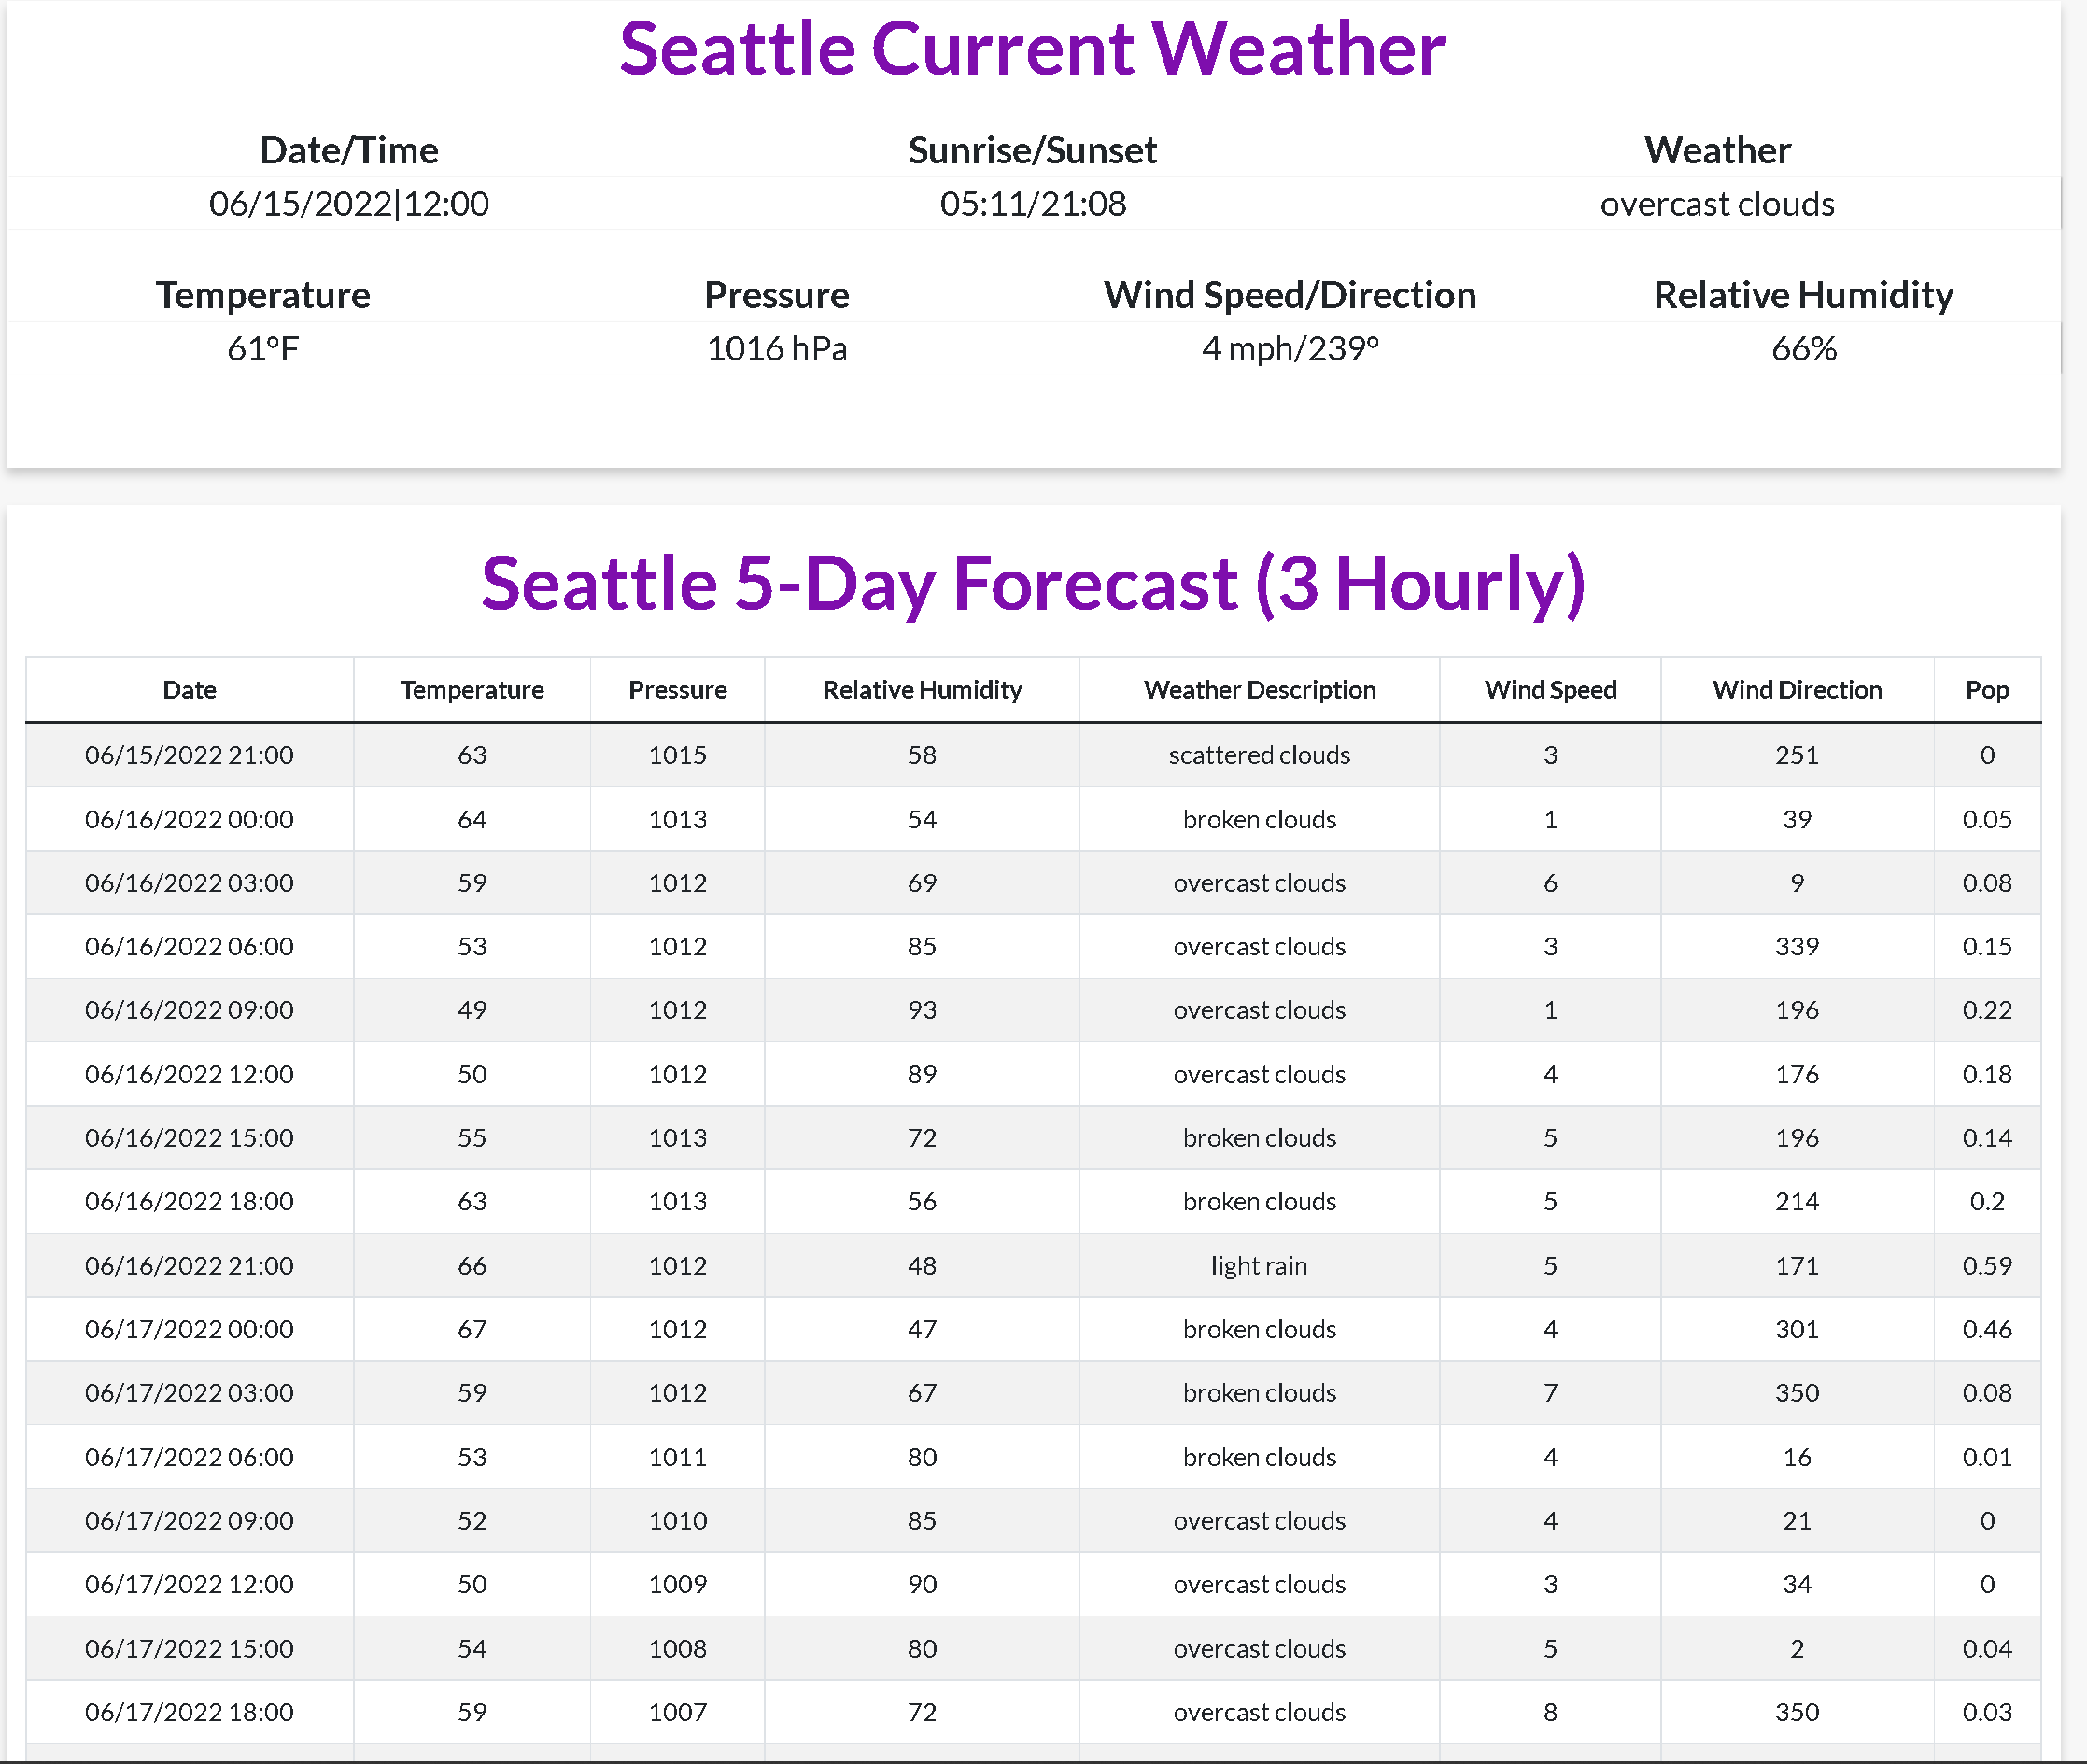 Seattle Current Weather
Date/Time Sunrise/Sunset Weather
06/15/2022|12:00 05:11/21:08 overcast clouds
Temperature Pressure Wind Speed/Direction Relative Humidity
61°F 1016 hPa 4 mph/239° 66%
Seattle 5-Day Forecast (3 Hourly)
Date Temperature Pressure Relative Humidity Weather Description Wind Speed Wind Direction Pop
06/15/2022 21:00 63 1015 58 scattered clouds 3 251 0
06/16/2022 00:00 64 1013 54 broken clouds 1 39 0.05
06/16/2022 03:00 59 1012 69 overcast clouds 6 9 0.08
06/16/2022 06:00 53 1012 85 overcast clouds 3 339 0.15
06/16/2022 09:00 49 1012 93 overcast clouds 1 196 0.22
06/16/2022 12:00 50 1012 89 overcast clouds 4 176 0.18
06/16/2022 15:00 55 1013 72 broken clouds 5 196 0.14
06/16/2022 18:00 63 1013 56 broken clouds 5 214 0.2
06/16/2022 21:00 66 1012 48 light rain 5 171 0.59
06/17/2022 00:00 67 1012 47 broken clouds 4 301 0.46
06/17/2022 03:00 59 1012 67 broken clouds 7 350 0.08
06/17/2022 06:00 53 1011 80 broken clouds 4 16 0.01
06/17/2022 09:00 52 1010 85 overcast clouds 4 21 0
06/17/2022 12:00 50 1009 90 overcast clouds 3 34 0
06/17/2022 15:00 54 1008 80 overcast clouds 5 2 0.04
06/17/2022 18:00 59 1007 72 overcast clouds 8 350 0.03